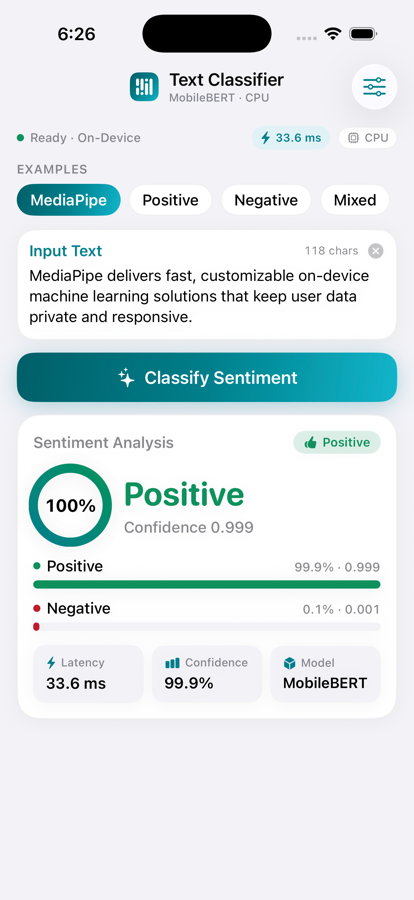 6:26
Text Classifier
MobileBERT · CPU
Ready · On-Device
33.6 ms
CPU
EXAMPLES
MediaPipe
Positive
Negative
Mixed
Input Text
118 chars
MediaPipe delivers fast, customizable on-device
machine learning solutions that keep user data
private and responsive.
Classify Sentiment
Sentiment Analysis
Positive
100%
Positive
Confidence 0.999
Positive
99.9% · 0.999
Negative
0.1% · 0.001
Latency
33.6 ms
Confidence
99.9%
Model
MobileBERT